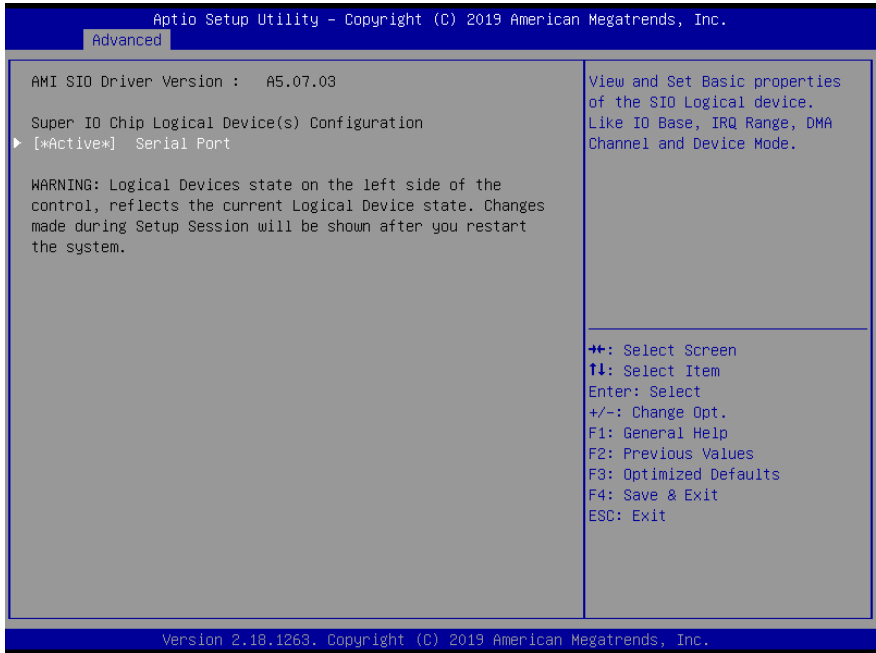 Aptio Setup Utility – Copyright (C) 2019 American Megatrends, Inc.
Advanced
AMI SIO Driver Version :   A5.07.03
Super IO Chip Logical Device(s) Configuration
[*Active*]  Serial Port
WARNING: Logical Devices state on the left side of the
control, reflects the current Logical Device state. Changes
made during Setup Session will be shown after you restart
the system.
View and Set Basic properties
of the SIO Logical device.
Like IO Base, IRQ Range, DMA
Channel and Device Mode.
→←: Select Screen
↑↓: Select Item
Enter: Select
+/-: Change Opt.
F1: General Help
F2: Previous Values
F3: Optimized Defaults
F4: Save & Exit
ESC: Exit
Version 2.18.1263. Copyright (C) 2019 American Megatrends, Inc.